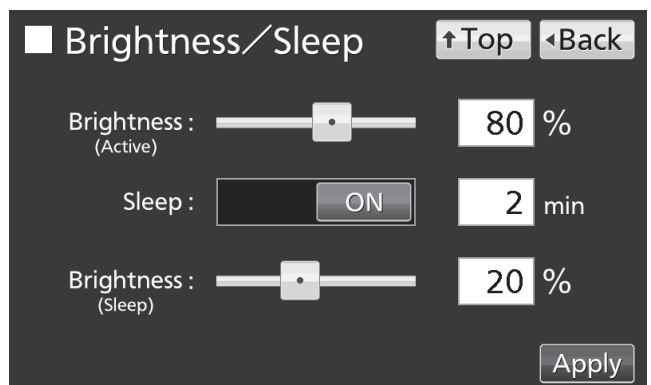 Brightness／Sleep
↑Top
◂Back
Brightness :
(Active)
80 %
Sleep :
ON
2 min
Brightness :
(Sleep)
20 %
Apply